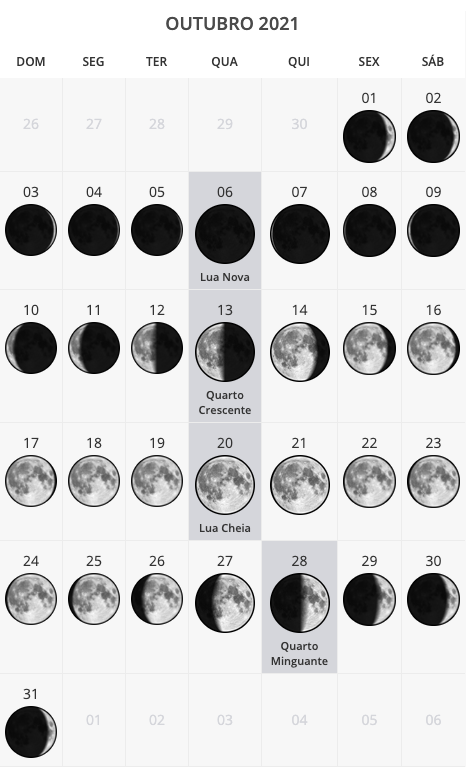 OUTUBRO 2021
DOM SEG TER QUA QUI SEX SÁB
26 27 28 29 30 01 02
03 04 05 06 07 08 09
Lua Nova
10 11 12 13 14 15 16
Quarto
Crescente
17 18 19 20 21 22 23
Lua Cheia
24 25 26 27 28 29 30
Quarto
Minguante
31 01 02 03 04 05 06